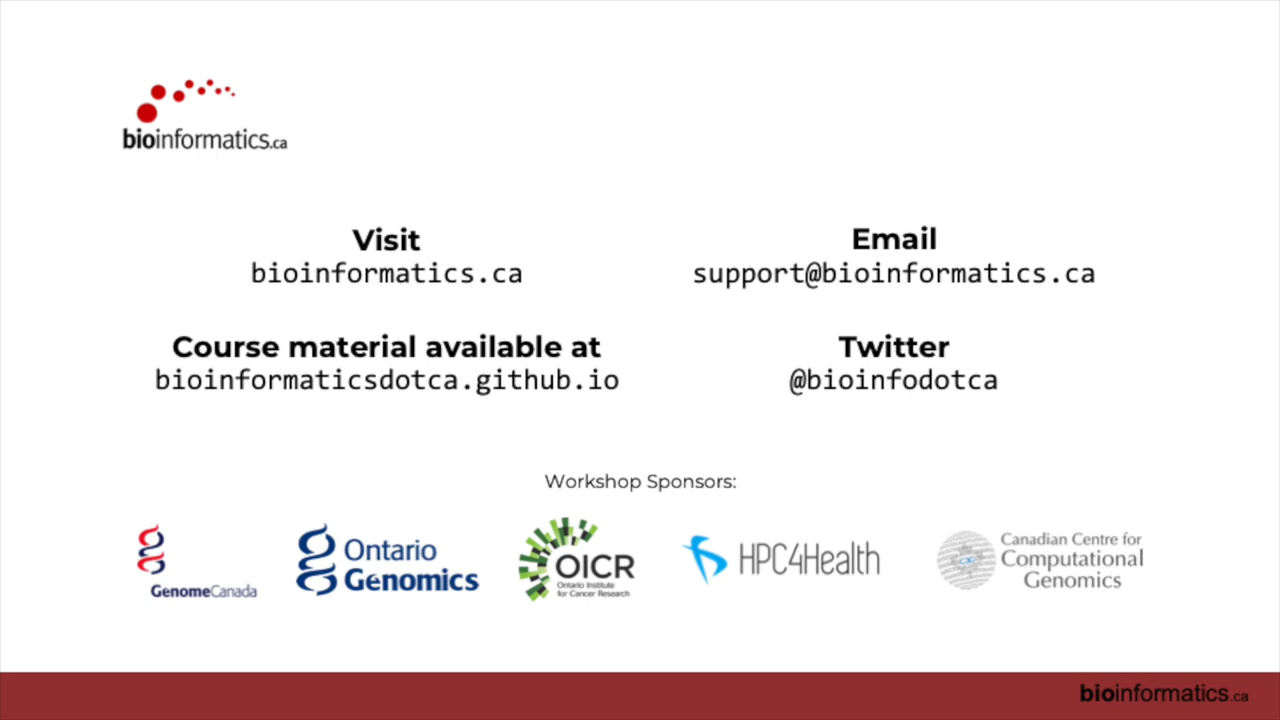 bioinformatics.ca
Visit
bioinformatics.ca
Email
support@bioinformatics.ca
Course material available at
bioinformaticsdotca.github.io
Twitter
@bioinfodotca
Workshop Sponsors:
GenomeCanada
Ontario
Genomics
OICR
Ontario Institute
for Cancer Research
HPC4Health
Canadian Centre for
Computational
Genomics
bioinformatics.ca